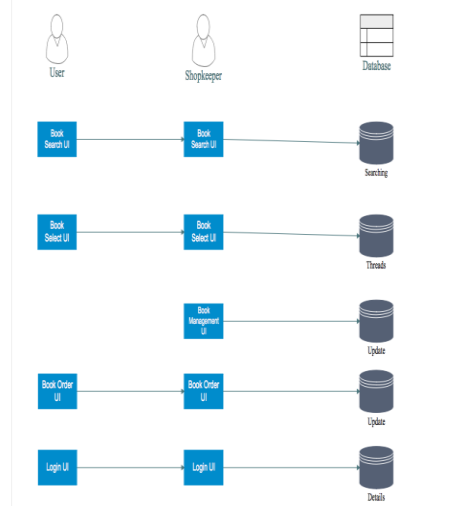 User
Shopkeeper
Database
Book
Search UI
Book
Search UI
Searching
Book
Select UI
Book
Select UI
Threads
Book
Management
UI
Update
Book Order
UI
Book Order
UI
Update
Login UI
Login UI
Details